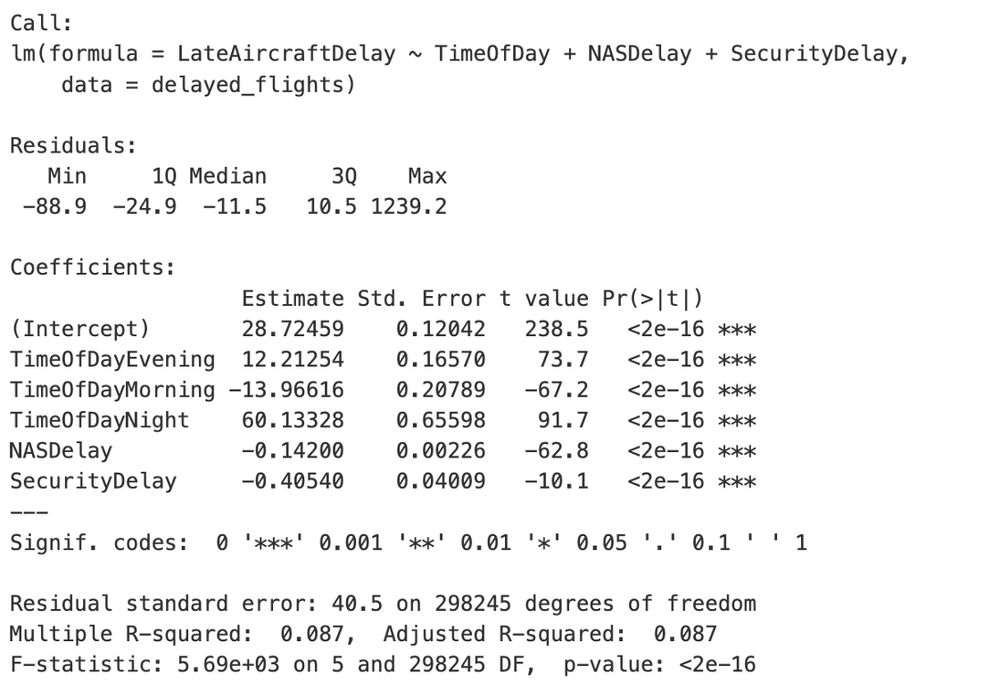 Call:
lm(formula = LateAircraftDelay ~ TimeOfDay + NASDelay + SecurityDelay,
    data = delayed_flights)

Residuals:
   Min     1Q Median     3Q    Max
 −88.9  −24.9  −11.5   10.5 1239.2

Coefficients:
                 Estimate Std. Error t value Pr(>|t|)
(Intercept)      28.72459    0.12042   238.5   <2e−16 ***
TimeOfDayEvening  12.21254    0.16570    73.7   <2e−16 ***
TimeOfDayMorning −13.96616    0.20789   −67.2   <2e−16 ***
TimeOfDayNight   60.13328    0.65598    91.7   <2e−16 ***
NASDelay         −0.14200    0.00226   −62.8   <2e−16 ***
SecurityDelay    −0.40540    0.04009   −10.1   <2e−16 ***
−−−
Signif. codes:  0 '***' 0.001 '**' 0.01 '*' 0.05 '.' 0.1 ' ' 1

Residual standard error: 40.5 on 298245 degrees of freedom
Multiple R−squared:  0.087,  Adjusted R−squared:  0.087
F−statistic: 5.69e+03 on 5 and 298245 DF,  p−value: <2e−16